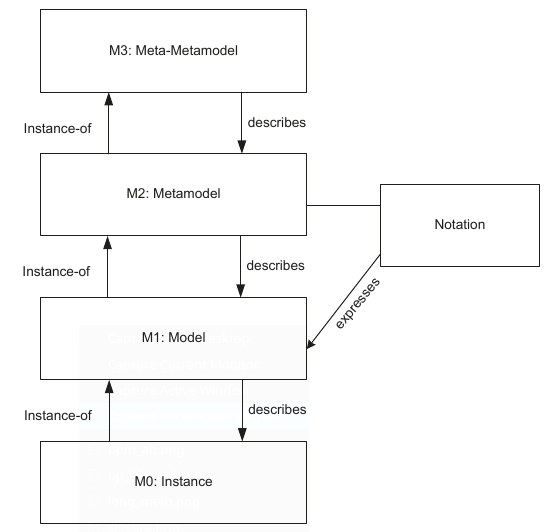 M3: Meta-Metamodel
Instance-of
describes
M2: Metamodel
Notation
Instance-of
describes
expresses
M1: Model
Instance-of
describes
M0: Instance